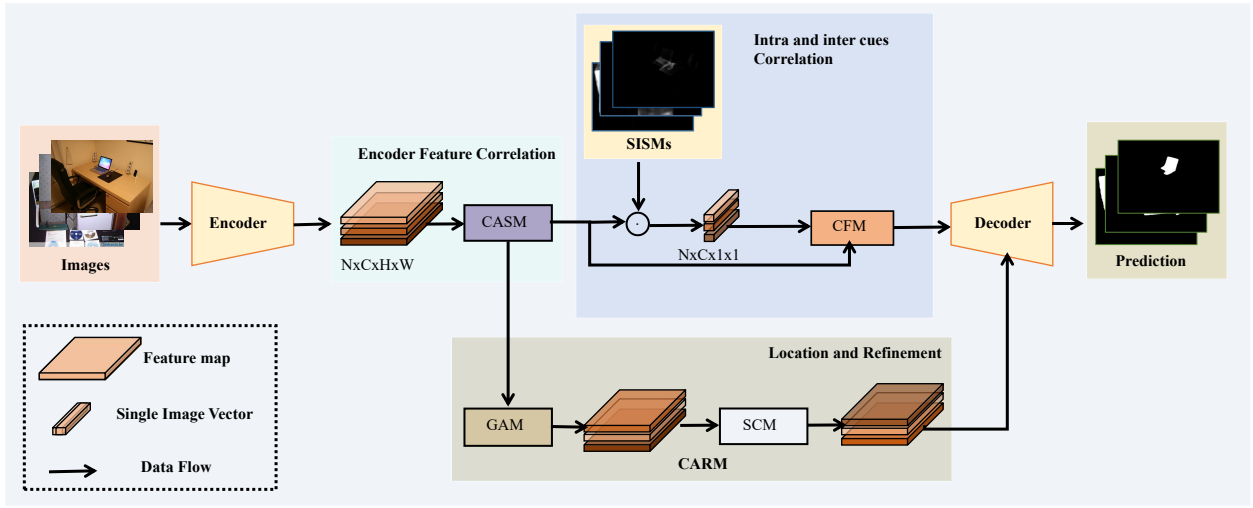 Intra and inter cues
Correlation
SISMs
Encoder Feature Correlation
Encoder
CASM
CFM
Decoder
NxCxHxW
NxCx1x1
Images
Prediction
Location and Refinement
Feature map
Single Image Vector
Data Flow
GAM
SCM
CARM